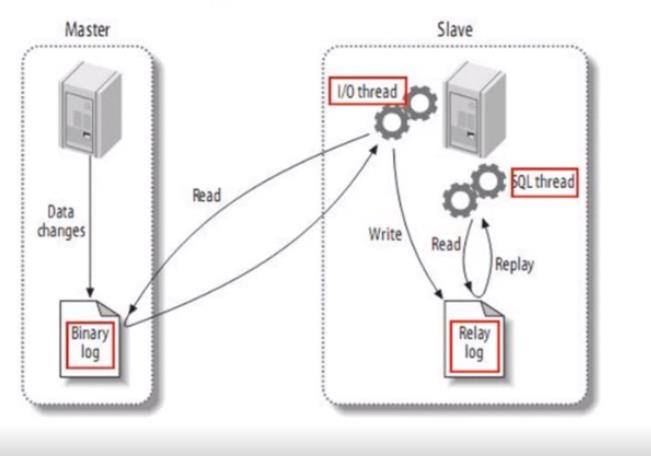 Master
Slave
I/O thread
SQL thread
Data
changes
Read
Write
Read
Replay
Binary
log
Relay
log